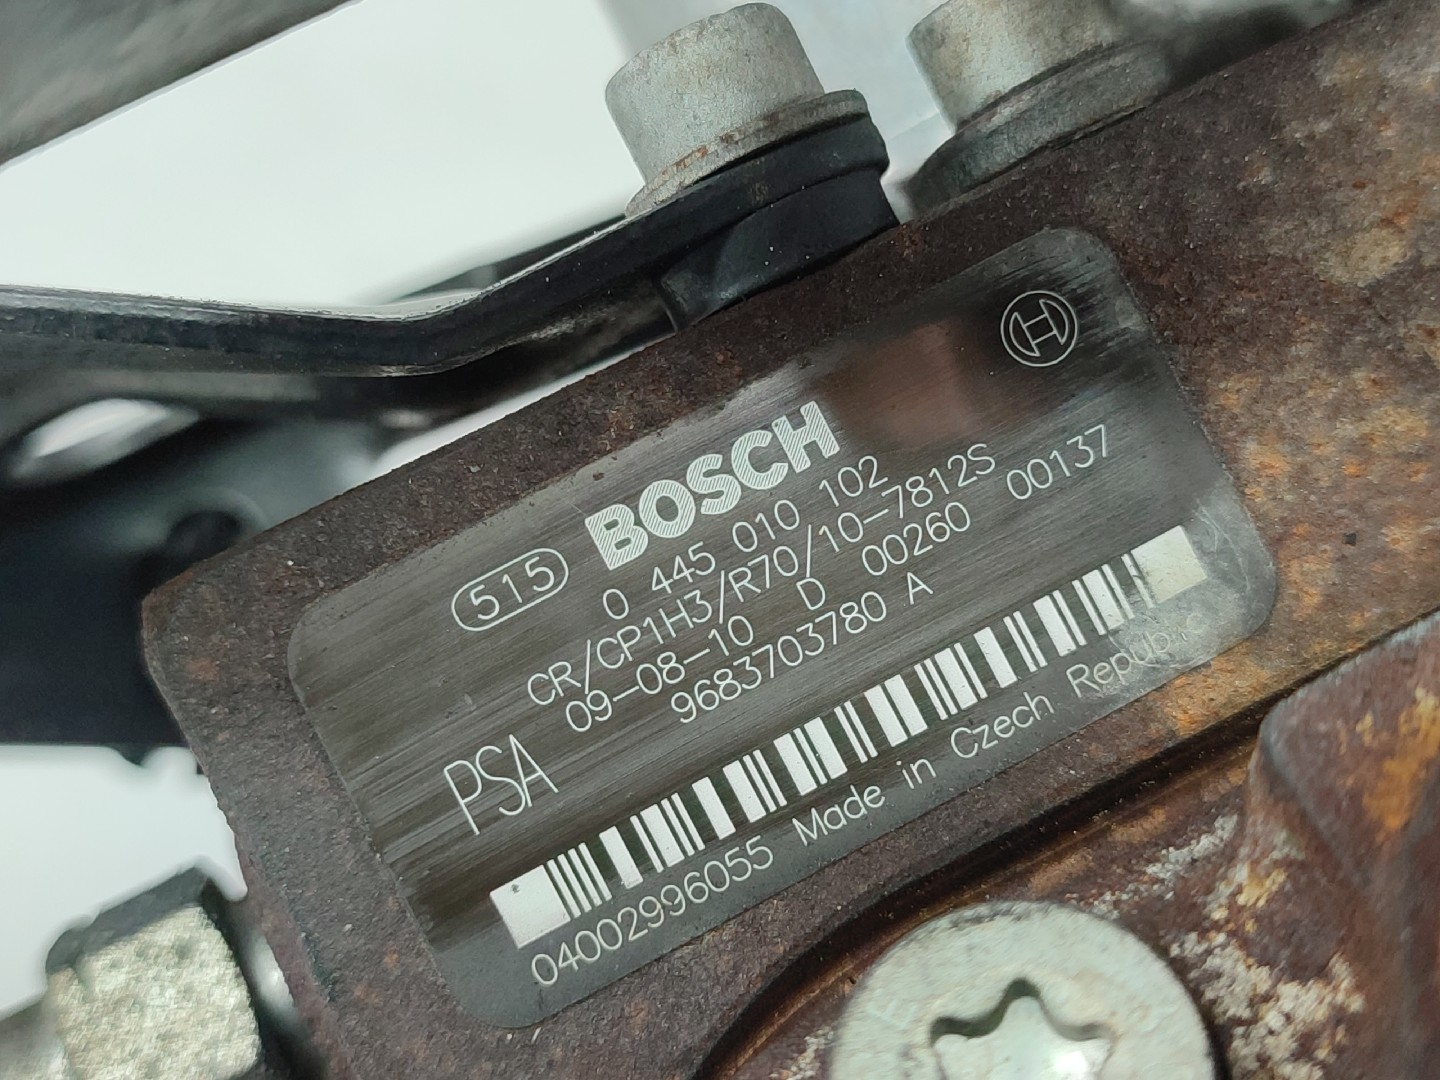 515 BOSCH
0 445 010 102
CR/CP1H3/R70/10-7812S
09-08-10 D 00260 00137
9683703780 A
PSA
04002996055 Made in Czech Republic